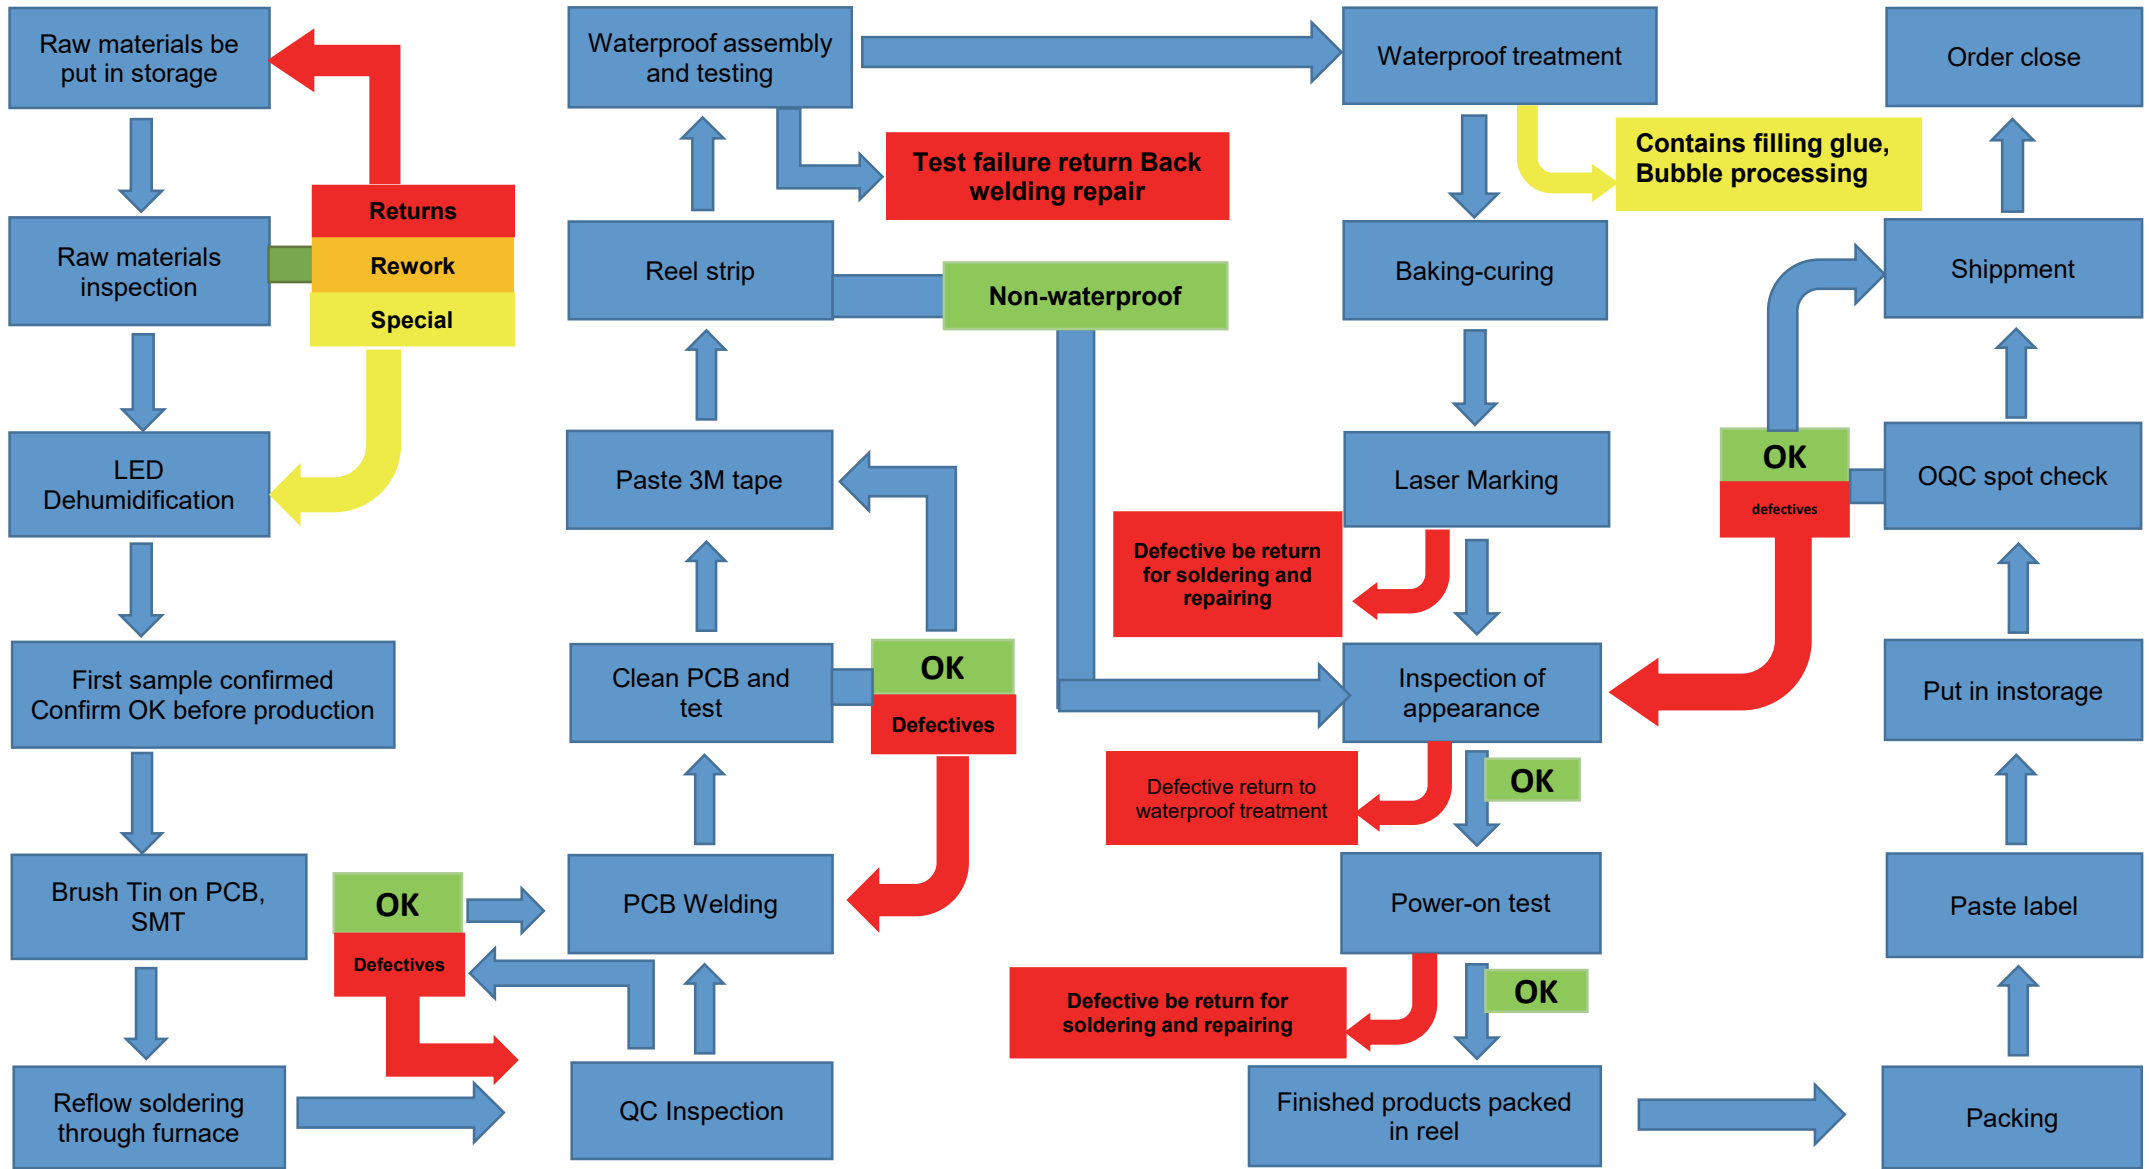 Raw materials be
put in storage
Returns
Rework
Special
Raw materials
inspection
LED
Dehumidification
First sample confirmed
Confirm OK before production
Brush Tin on PCB,
SMT
Reflow soldering
through furnace
OK
Defectives
QC Inspection
PCB Welding
Clean PCB and
test
OK
Defectives
Paste 3M tape
Reel strip
Non-waterproof
Waterproof assembly
and testing
Test failure return Back
welding repair
Waterproof treatment
Contains filling glue,
Bubble processing
Baking-curing
Laser Marking
Defective be return
for soldering and
repairing
Inspection of
appearance
Defective return to
waterproof treatment
OK
Power-on test
Defective be return for
soldering and repairing
OK
Finished products packed
in reel
Packing
Paste label
Put in instorage
OQC spot check
OK
defectives
Shippment
Order close